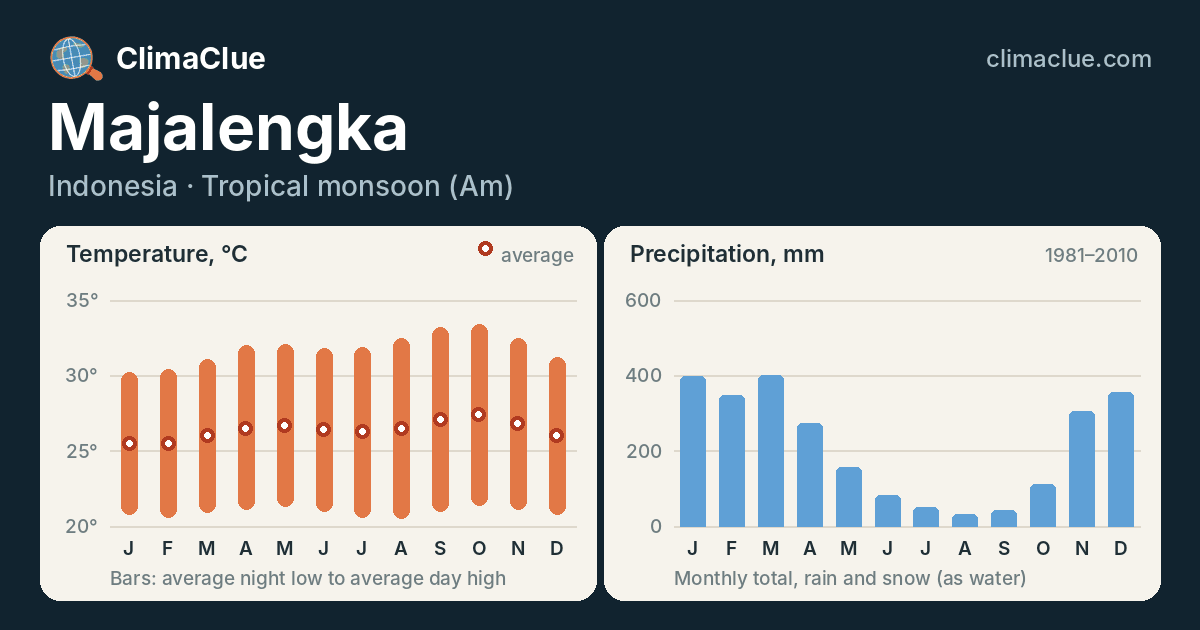 ClimaClue
climaclue.com
Majalengka
Indonesia · Tropical monsoon (Am)
Temperature, °C
average
35°
30°
25°
20°
J F M A M J J A S O N D
Bars: average night low to average day high
Precipitation, mm
1981–2010
600
400
200
0
J F M A M J J A S O N D
Monthly total, rain and snow (as water)